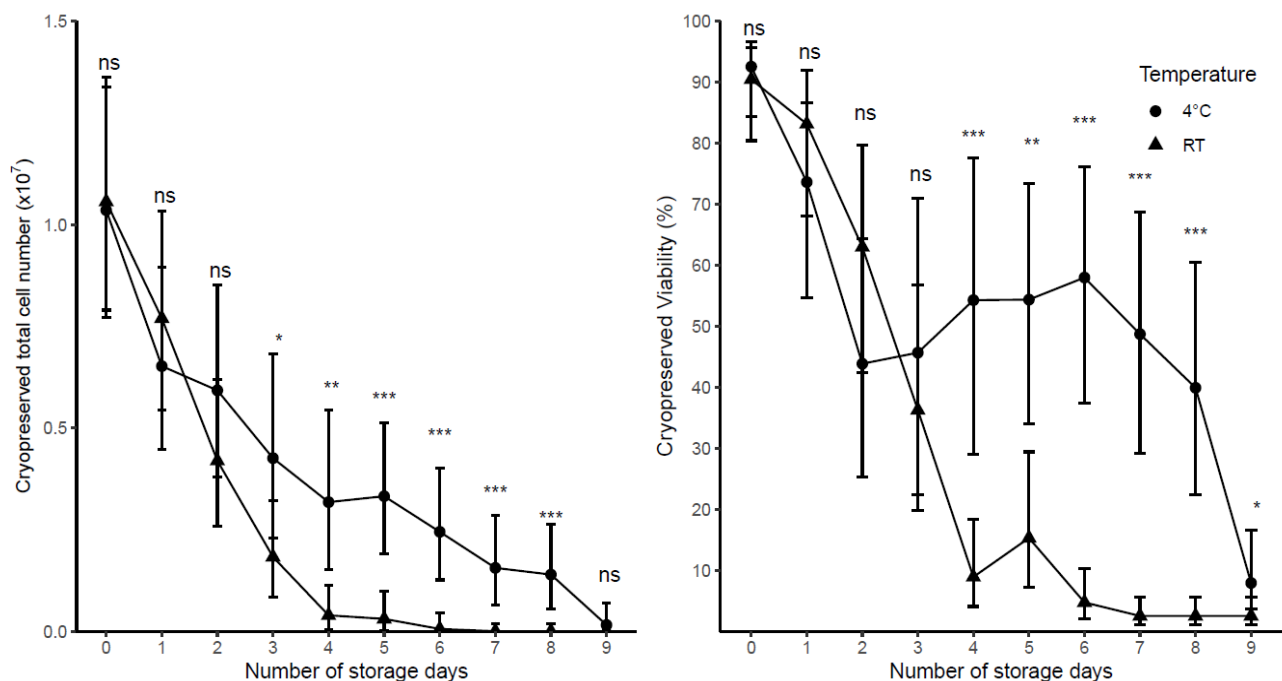 1.5
1.0
0.5
0.0
Cryopreserved total cell number (x10⁷)
ns
ns
ns
*
**
***
***
***
***
ns
0 1 2 3 4 5 6 7 8 9
Number of storage days
100
90
80
70
60
50
40
30
20
10
Cryopreserved Viability (%)
ns
ns
ns
ns
***
**
***
***
***
*
0 1 2 3 4 5 6 7 8 9
Number of storage days
Temperature
4°C
RT